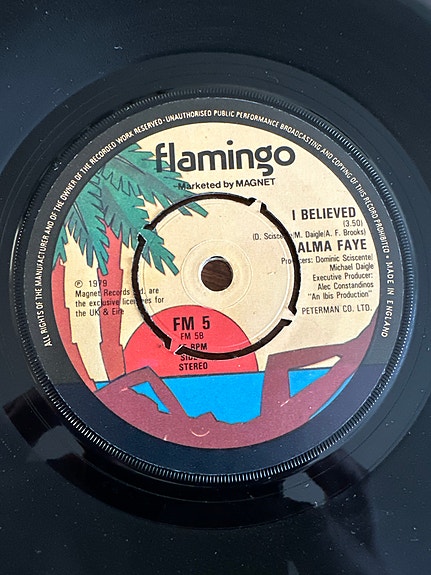 ALL RIGHTS OF THE MANUFACTURER AND OF THE OWNER OF THE RECORDED WORK RESERVED·UNAUTHORISED PUBLIC PERFORMANCE BROADCASTING AND COPYING OF THIS RECORD PROHIBITED • MADE IN ENGLAND
flamingo
Marketed by MAGNET
I BELIEVED
(3.50)
(D. Sciscente/M. Daigle/A. F. Brooks)
ALMA FAYE
Producers: Dominic Sciscente/
Michael Daigle
Executive Producer:
Alec Constandinos
"An Ibis Production"
PETERMAN CO. LTD.
℗ 1979
Magnet Records Ltd. are
the exclusive for
the UK & Eire
FM 5
RPM
STEREO